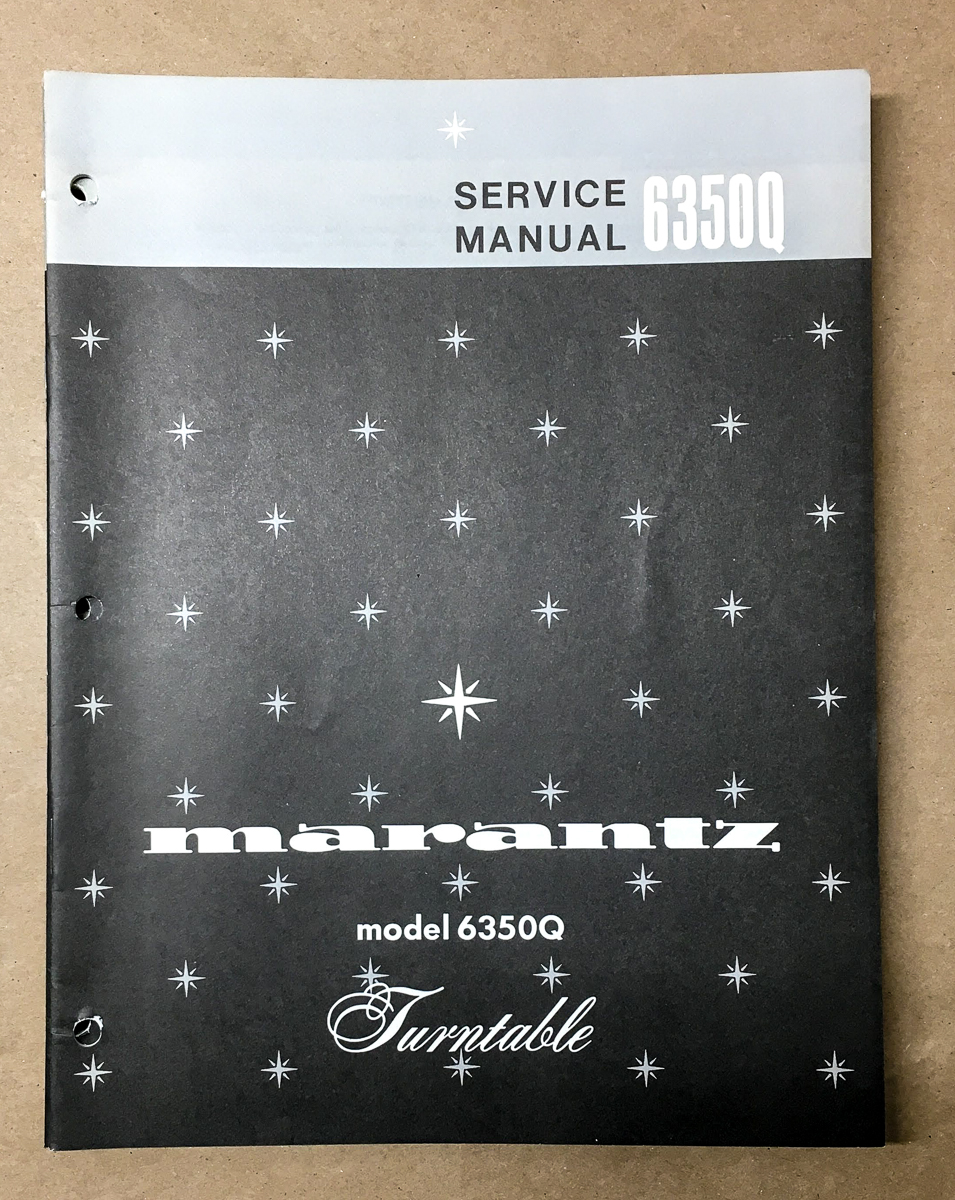 SERVICE
MANUAL 6350Q
marantz
model 6350Q
Turntable